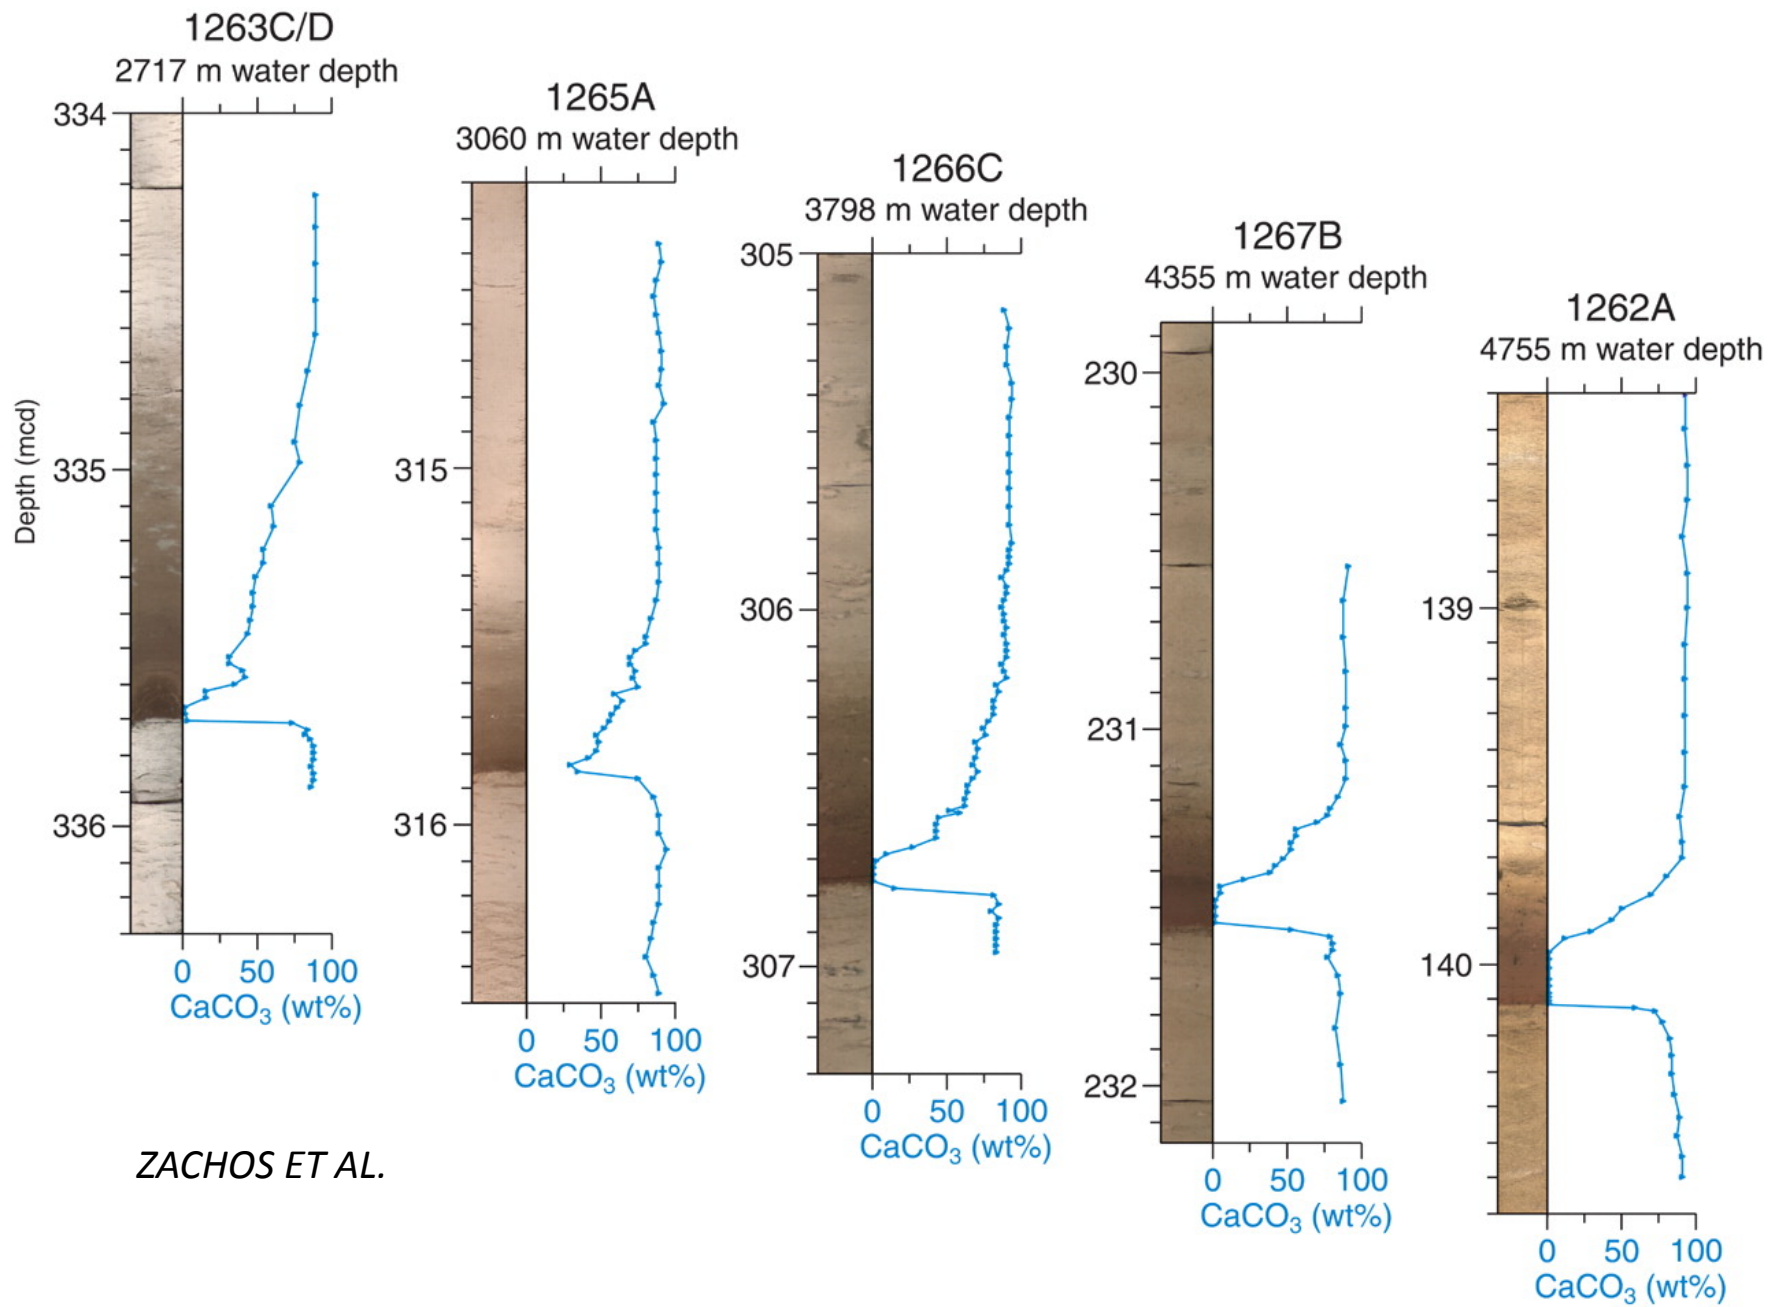 1263C/D
2717 m water depth
334
335
336
Depth (mcd)
0 50 100
CaCO₃ (wt%)
1265A
3060 m water depth
315
316
0 50 100
CaCO₃ (wt%)
1266C
3798 m water depth
305
306
307
0 50 100
CaCO₃ (wt%)
1267B
4355 m water depth
230
231
232
0 50 100
CaCO₃ (wt%)
1262A
4755 m water depth
139
140
0 50 100
CaCO₃ (wt%)
ZACHOS ET AL.